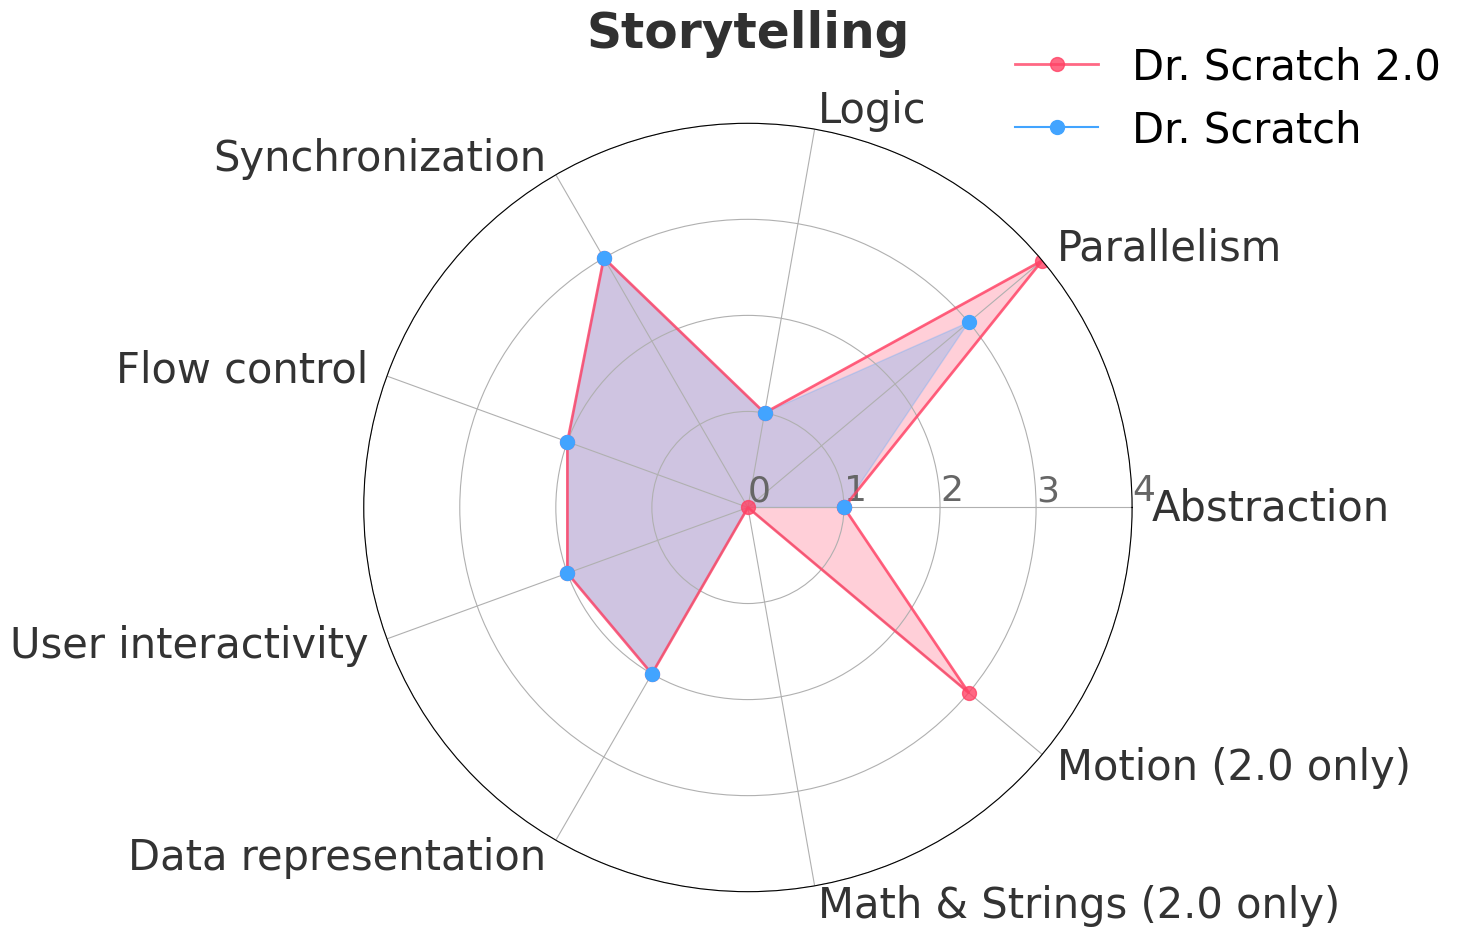 Storytelling
Dr. Scratch 2.0
Dr. Scratch
Logic
Synchronization
Parallelism
Flow control
0
1
2
3
4
Abstraction
User interactivity
Motion (2.0 only)
Data representation
Math & Strings (2.0 only)